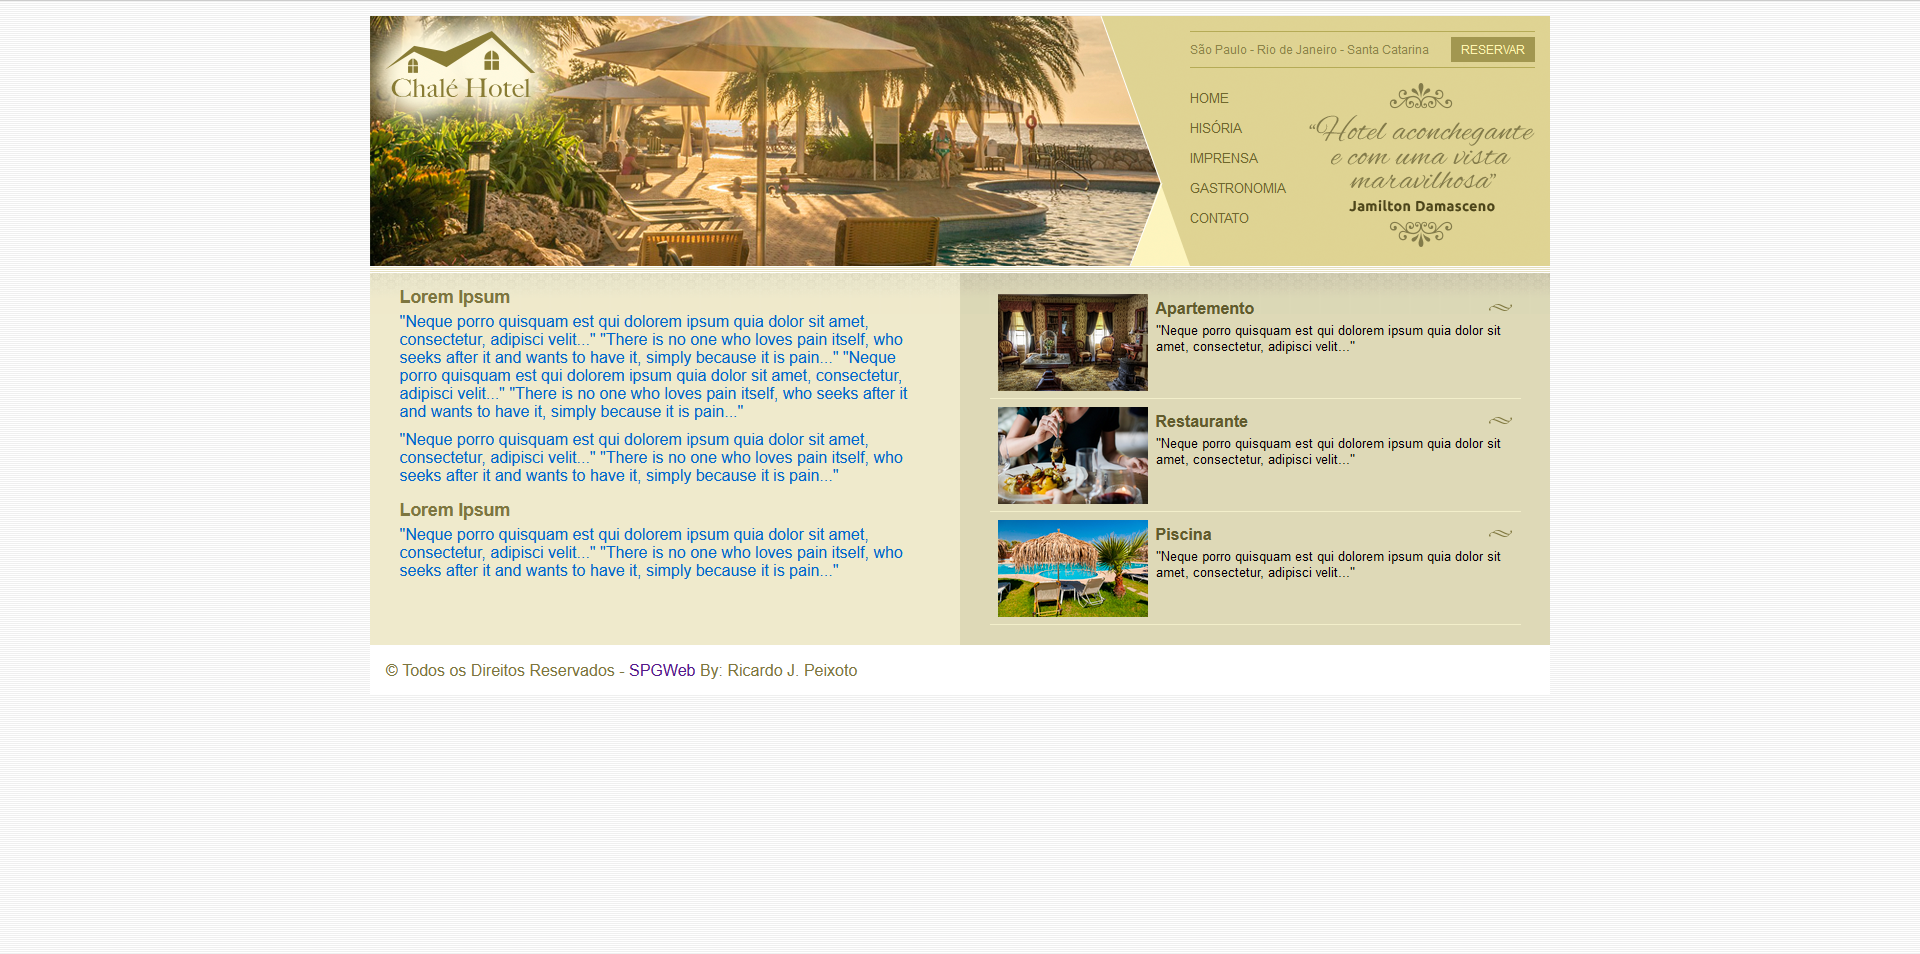 Chalé Hotel
São Paulo - Rio de Janeiro - Santa Catarina
RESERVAR
HOME
HISÓRIA
IMPRENSA
GASTRONOMIA
CONTATO
“Hotel aconchegante
e com uma vista
maravilhosa”
Jamilton Damasceno
Lorem Ipsum
"Neque porro quisquam est qui dolorem ipsum quia dolor sit amet,
consectetur, adipisci velit..." "There is no one who loves pain itself, who
seeks after it and wants to have it, simply because it is pain..." "Neque
porro quisquam est qui dolorem ipsum quia dolor sit amet, consectetur,
adipisci velit..." "There is no one who loves pain itself, who seeks after it
and wants to have it, simply because it is pain..."
"Neque porro quisquam est qui dolorem ipsum quia dolor sit amet,
consectetur, adipisci velit..." "There is no one who loves pain itself, who
seeks after it and wants to have it, simply because it is pain..."
Lorem Ipsum
"Neque porro quisquam est qui dolorem ipsum quia dolor sit amet,
consectetur, adipisci velit..." "There is no one who loves pain itself, who
seeks after it and wants to have it, simply because it is pain..."
Apartemento
"Neque porro quisquam est qui dolorem ipsum quia dolor sit
amet, consectetur, adipisci velit..."
Restaurante
"Neque porro quisquam est qui dolorem ipsum quia dolor sit
amet, consectetur, adipisci velit..."
Piscina
"Neque porro quisquam est qui dolorem ipsum quia dolor sit
amet, consectetur, adipisci velit..."
© Todos os Direitos Reservados - SPGWeb By: Ricardo J. Peixoto